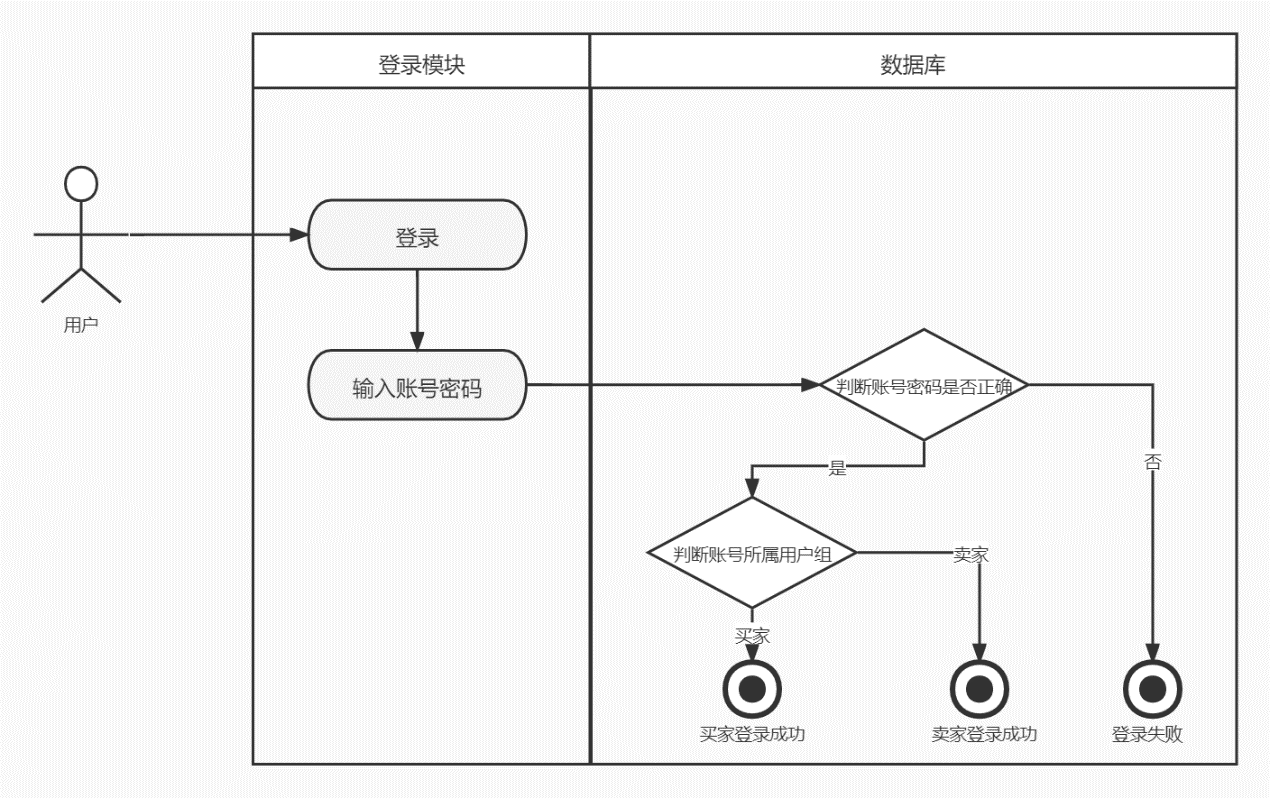 登录模块
数据库
登录
用户
输入账号密码
判断账号密码是否正确
是
否
判断账号所属用户组
卖家
买家
买家登录成功
卖家登录成功
登录失败